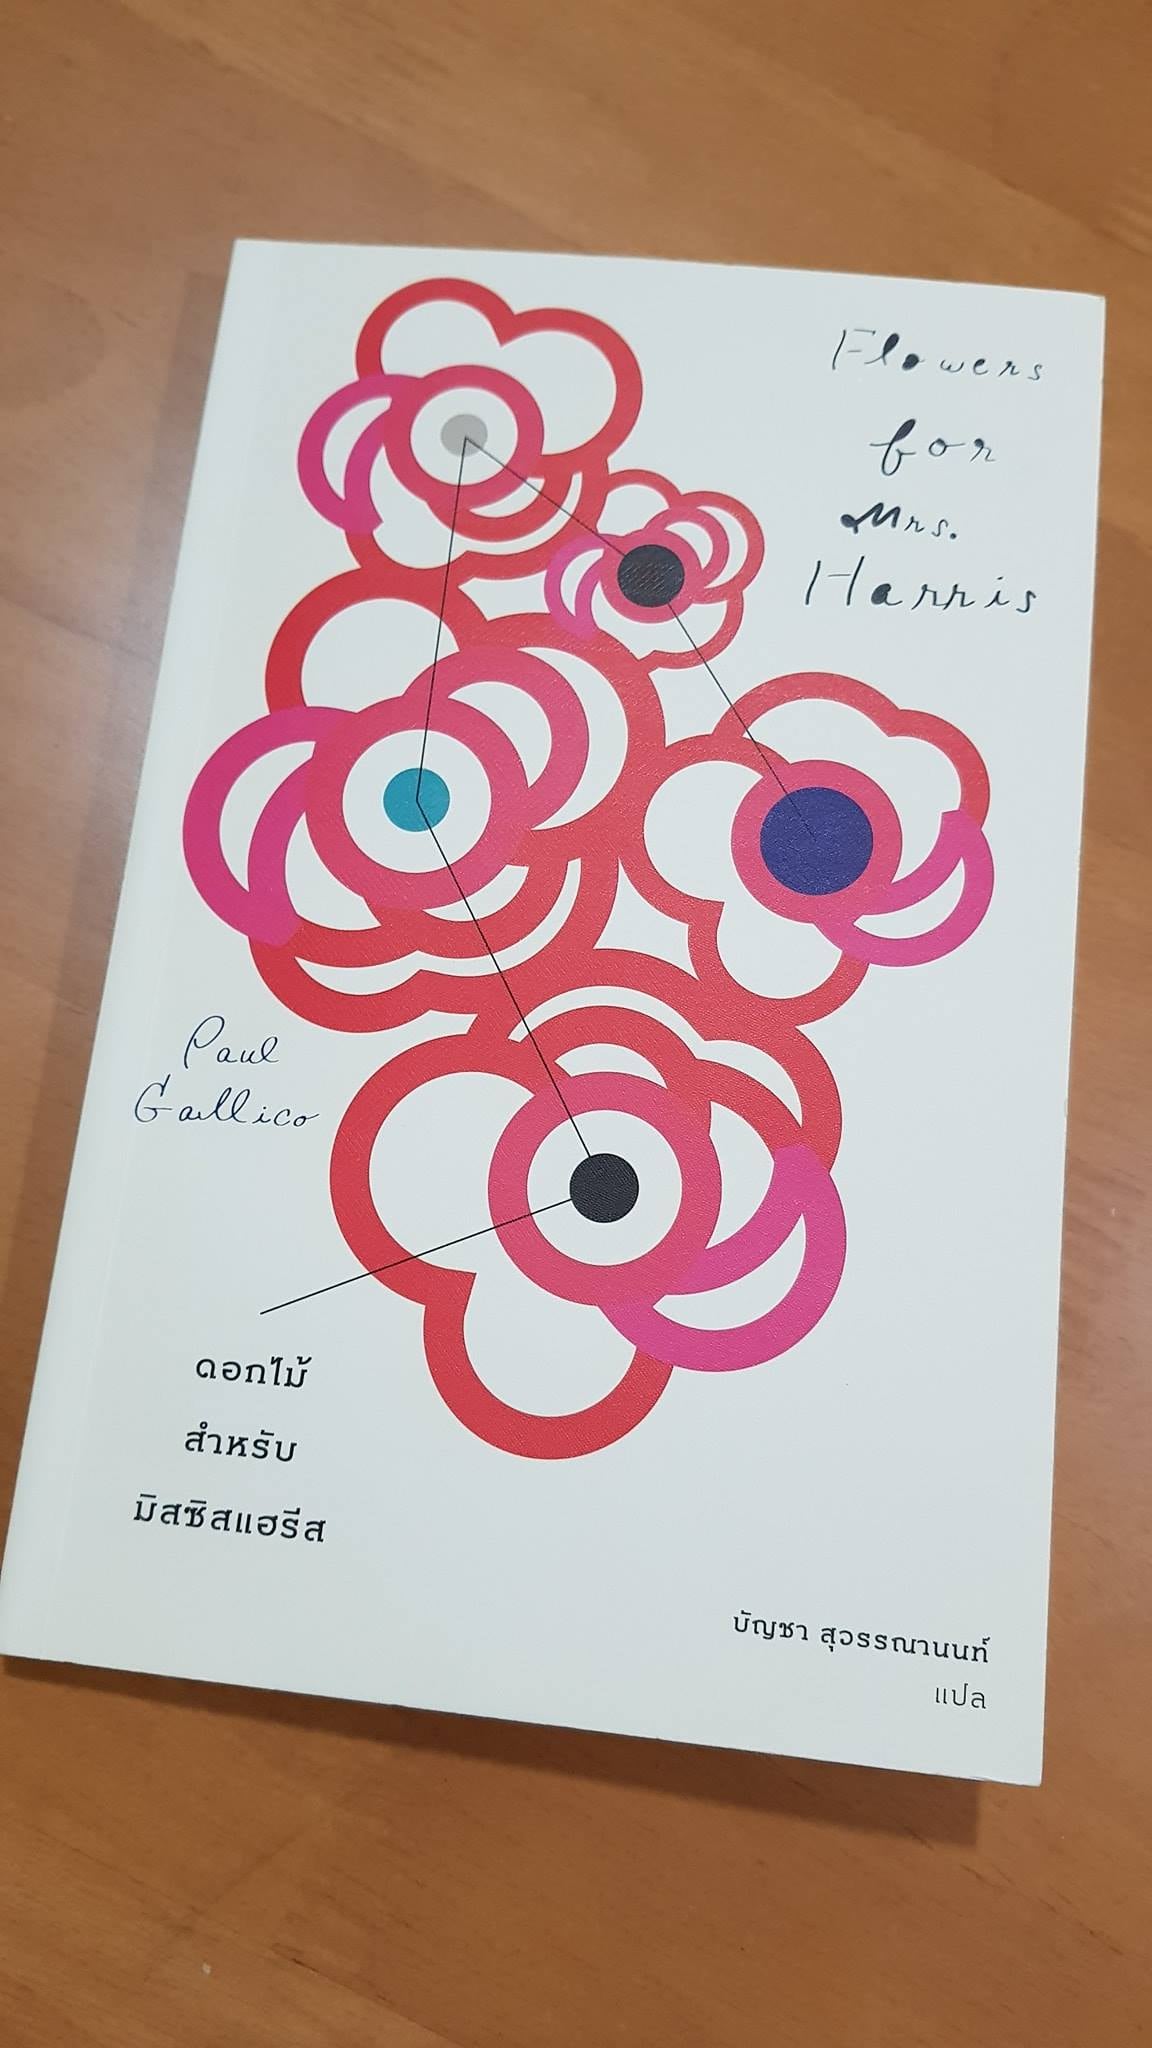 Flowers
for
Mrs.
Harris
Paul
Gallico
ดอกไม้
สำหรับ
มิสซิสแฮรีส
บัญชา สุวรรณานนท์
แปล